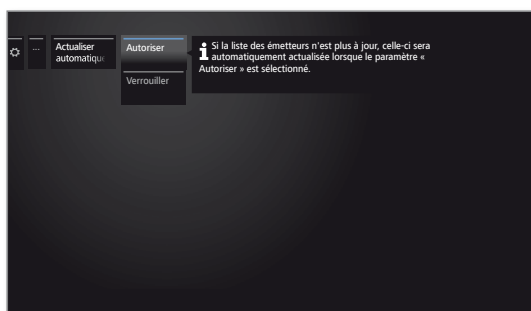 ...
Actualiser
automatique
Autoriser
Verrouiller
Si la liste des émetteurs n'est plus à jour, celle-ci sera
automatiquement actualisée lorsque le paramètre «
Autoriser » est sélectionné.